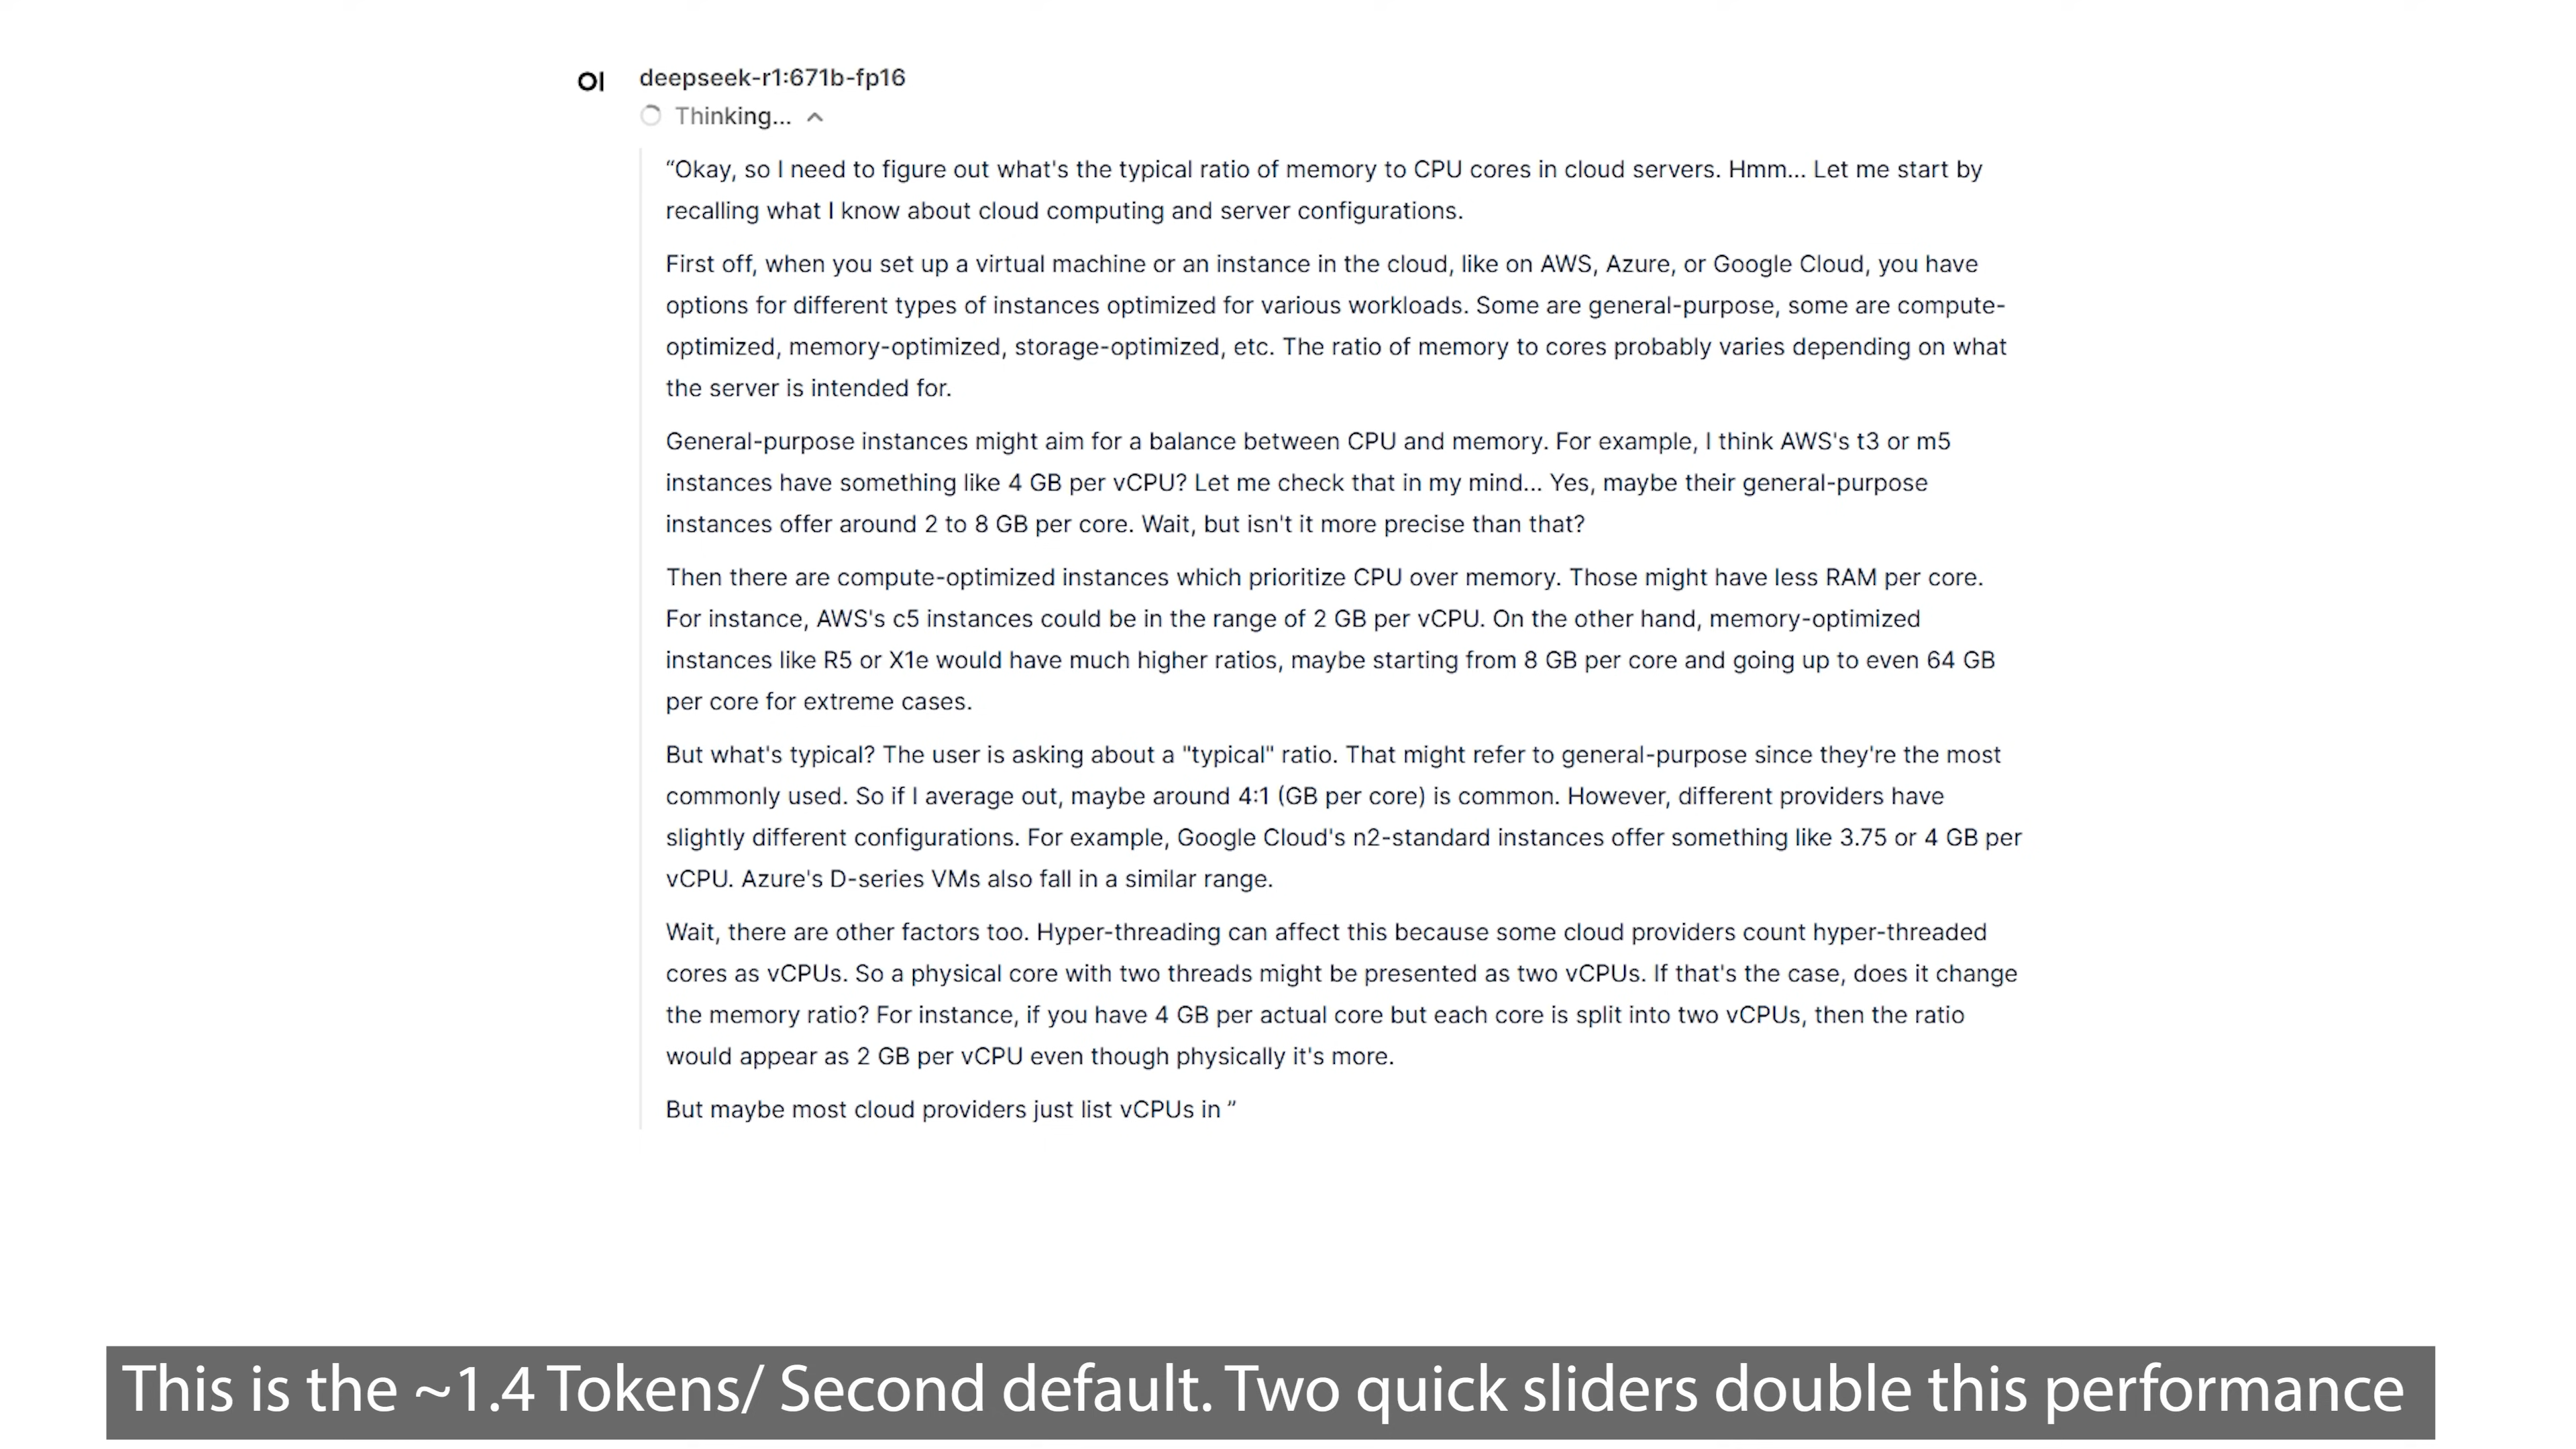 OI deepseek-r1:671b-fp16
Thinking...
“Okay, so I need to figure out what's the typical ratio of memory to CPU cores in cloud servers. Hmm... Let me start by
recalling what I know about cloud computing and server configurations.
First off, when you set up a virtual machine or an instance in the cloud, like on AWS, Azure, or Google Cloud, you have
options for different types of instances optimized for various workloads. Some are general-purpose, some are compute-
optimized, memory-optimized, storage-optimized, etc. The ratio of memory to cores probably varies depending on what
the server is intended for.
General-purpose instances might aim for a balance between CPU and memory. For example, I think AWS's t3 or m5
instances have something like 4 GB per vCPU? Let me check that in my mind... Yes, maybe their general-purpose
instances offer around 2 to 8 GB per core. Wait, but isn't it more precise than that?
Then there are compute-optimized instances which prioritize CPU over memory. Those might have less RAM per core.
For instance, AWS's c5 instances could be in the range of 2 GB per vCPU. On the other hand, memory-optimized
instances like R5 or X1e would have much higher ratios, maybe starting from 8 GB per core and going up to even 64 GB
per core for extreme cases.
But what's typical? The user is asking about a "typical" ratio. That might refer to general-purpose since they're the most
commonly used. So if I average out, maybe around 4:1 (GB per core) is common. However, different providers have
slightly different configurations. For example, Google Cloud's n2-standard instances offer something like 3.75 or 4 GB per
vCPU. Azure's D-series VMs also fall in a similar range.
Wait, there are other factors too. Hyper-threading can affect this because some cloud providers count hyper-threaded
cores as vCPUs. So a physical core with two threads might be presented as two vCPUs. If that's the case, does it change
the memory ratio? For instance, if you have 4 GB per actual core but each core is split into two vCPUs, then the ratio
would appear as 2 GB per vCPU even though physically it's more.
But maybe most cloud providers just list vCPUs in ”
This is the ~1.4 Tokens/ Second default. Two quick sliders double this performance